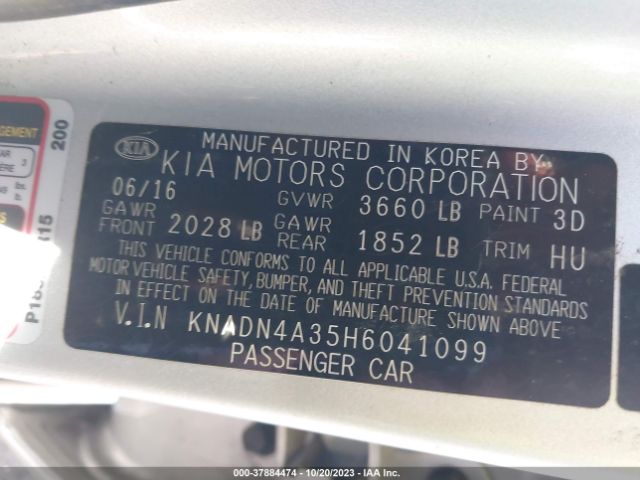 GEMENT
200
KIA
MANUFACTURED IN KOREA BY
KIA MOTORS CORPORATION
06/16 GVWR 3660 LB PAINT 3D
GAWR FRONT 2028 LB GAWR REAR 1852 LB TRIM HU
THIS VEHICLE CONFORMS TO ALL APPLICABLE U.S.A. FEDERAL
MOTOR VEHICLE SAFETY, BUMPER, AND THEFT PREVENTION STANDARDS
IN EFFECT ON THE DATE OF MANUFACTURE SHOWN ABOVE
V.I.N KNADN4A35H6041099
PASSENGER CAR
000-37884474 | 10/20/2023 | IAA Inc.